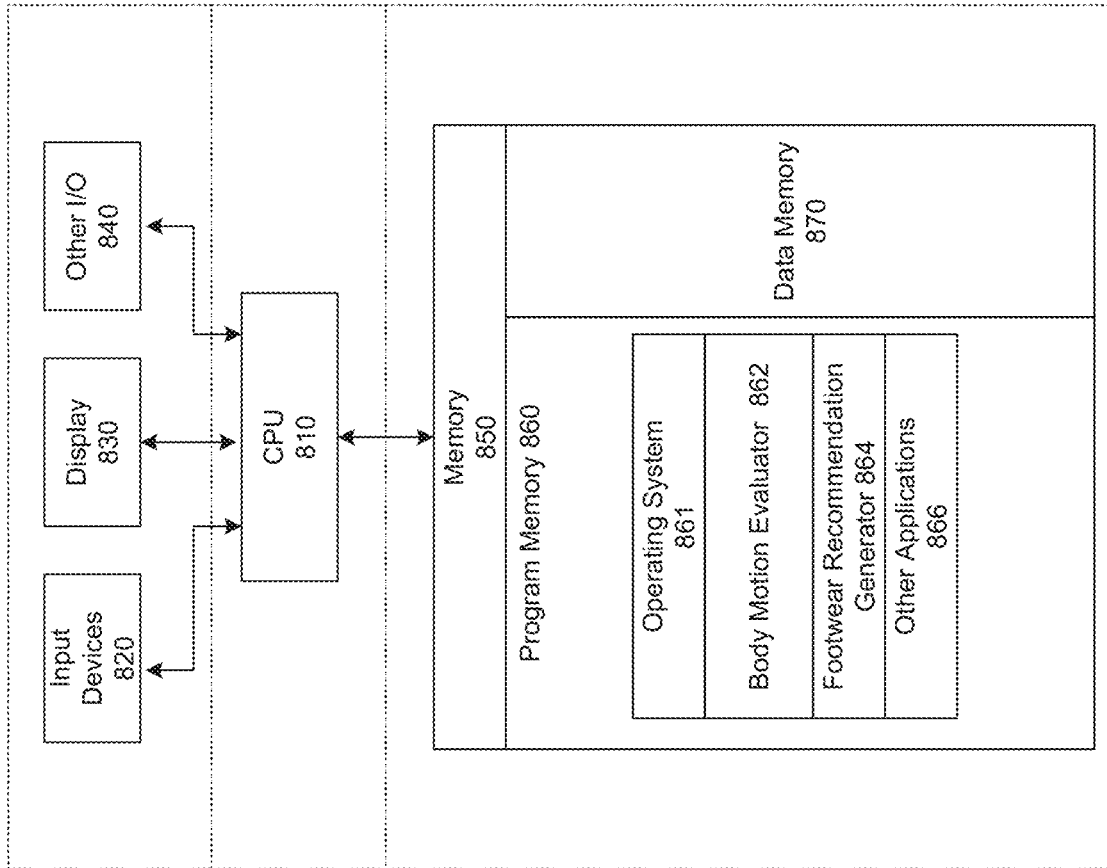 Input
Devices
820
Display
830
Other I/O
840
CPU
810
Memory
850
Program Memory 860
Operating System
861
Body Motion Evaluator 862
Footwear Recommendation
Generator 864
Other Applications
866
Data Memory
870